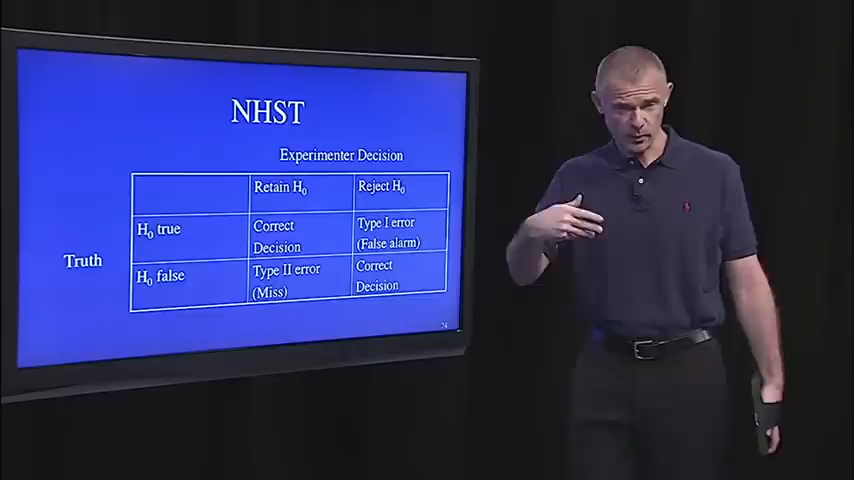 NHST
Experimenter Decision
Retain H₀
Reject H₀
H₀ true
Correct
Decision
Type I error
(False alarm)
Truth
H₀ false
Type II error
(Miss)
Correct
Decision
74